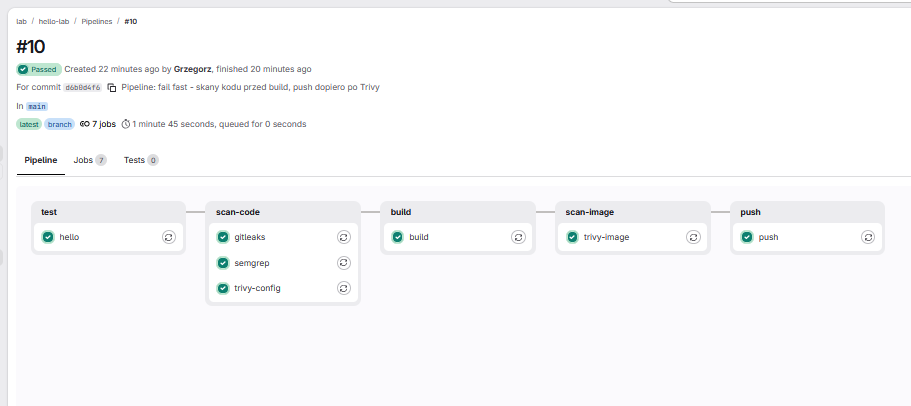 lab / hello-lab / Pipelines / #10
#10
Passed Created 22 minutes ago by Grzegorz, finished 20 minutes ago
For commit d6b0d4f6 Pipeline: fail fast - skany kodu przed build, push dopiero po Trivy
In main
latest branch 7 jobs 1 minute 45 seconds, queued for 0 seconds
Pipeline Jobs 7 Tests 0
test scan-code build scan-image push
hello gitleaks build trivy-image push
semgrep
trivy-config